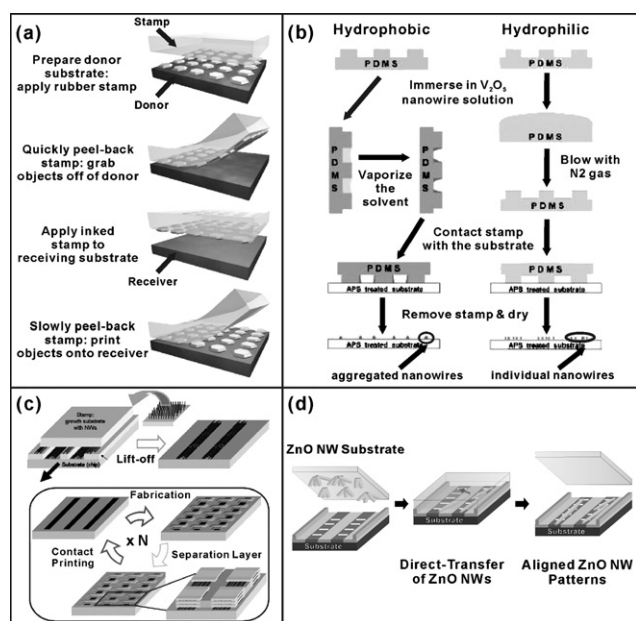 (a)
Stamp
Prepare donor
substrate:
apply rubber stamp
Donor
Quickly peel-back
stamp: grab
objects off of donor
Apply inked
stamp to
receiving substrate
Receiver
Slowly peel-back
stamp: print
objects onto receiver
(b)
Hydrophobic
Hydrophilic
PDMS
PDMS
Immerse in V₂O₅
nanowire solution
PDMS
PDMS
Vaporize
the
solvent
PDMS
Blow with
N2 gas
PDMS
Contact stamp
with the substrate
PDMS
APS treated substrate
PDMS
APS treated substrate
Remove stamp & dry
APS treated substrate
APS treated substrate
aggregated nanowires
individual nanowires
(c)
Stamp:
growth substrate
with NWs
Substrate (chip)
Lift-off
Fabrication
Contact
Printing
x N
Separation Layer
(d)
ZnO NW Substrate
Substrate
Substrate
Substrate
Direct-Transfer
of ZnO NWs
Aligned ZnO NW
Patterns